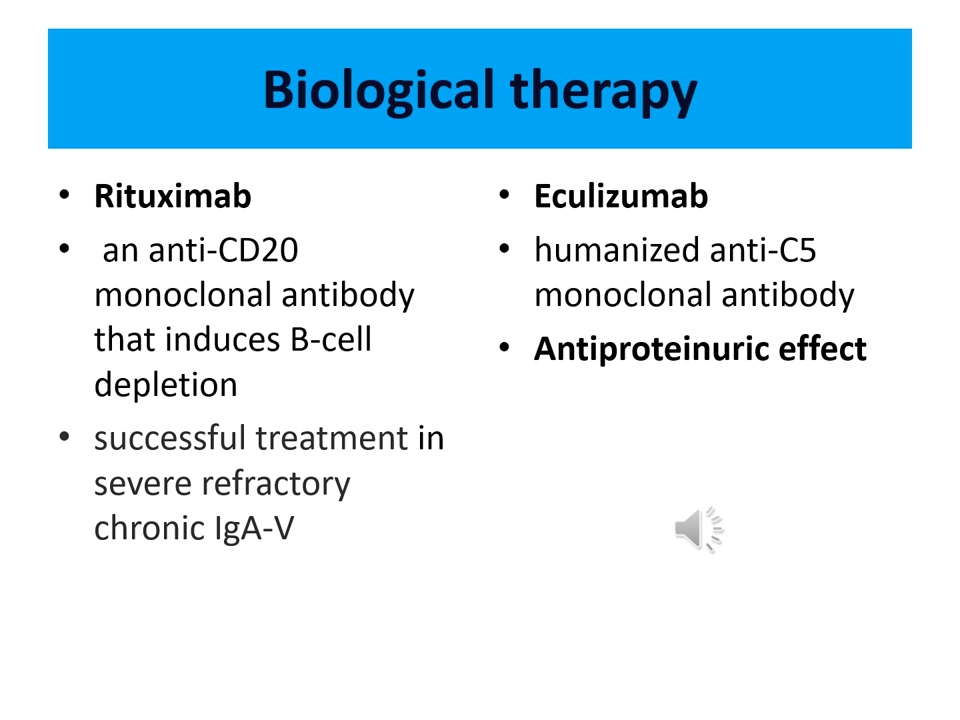 Biological therapy
• Rituximab
• an anti-CD20
monoclonal antibody
that induces B-cell
depletion
• successful treatment in
severe refractory
chronic IgA-V
• Eculizumab
• humanized anti-C5
monoclonal antibody
• Antiproteinuric effect